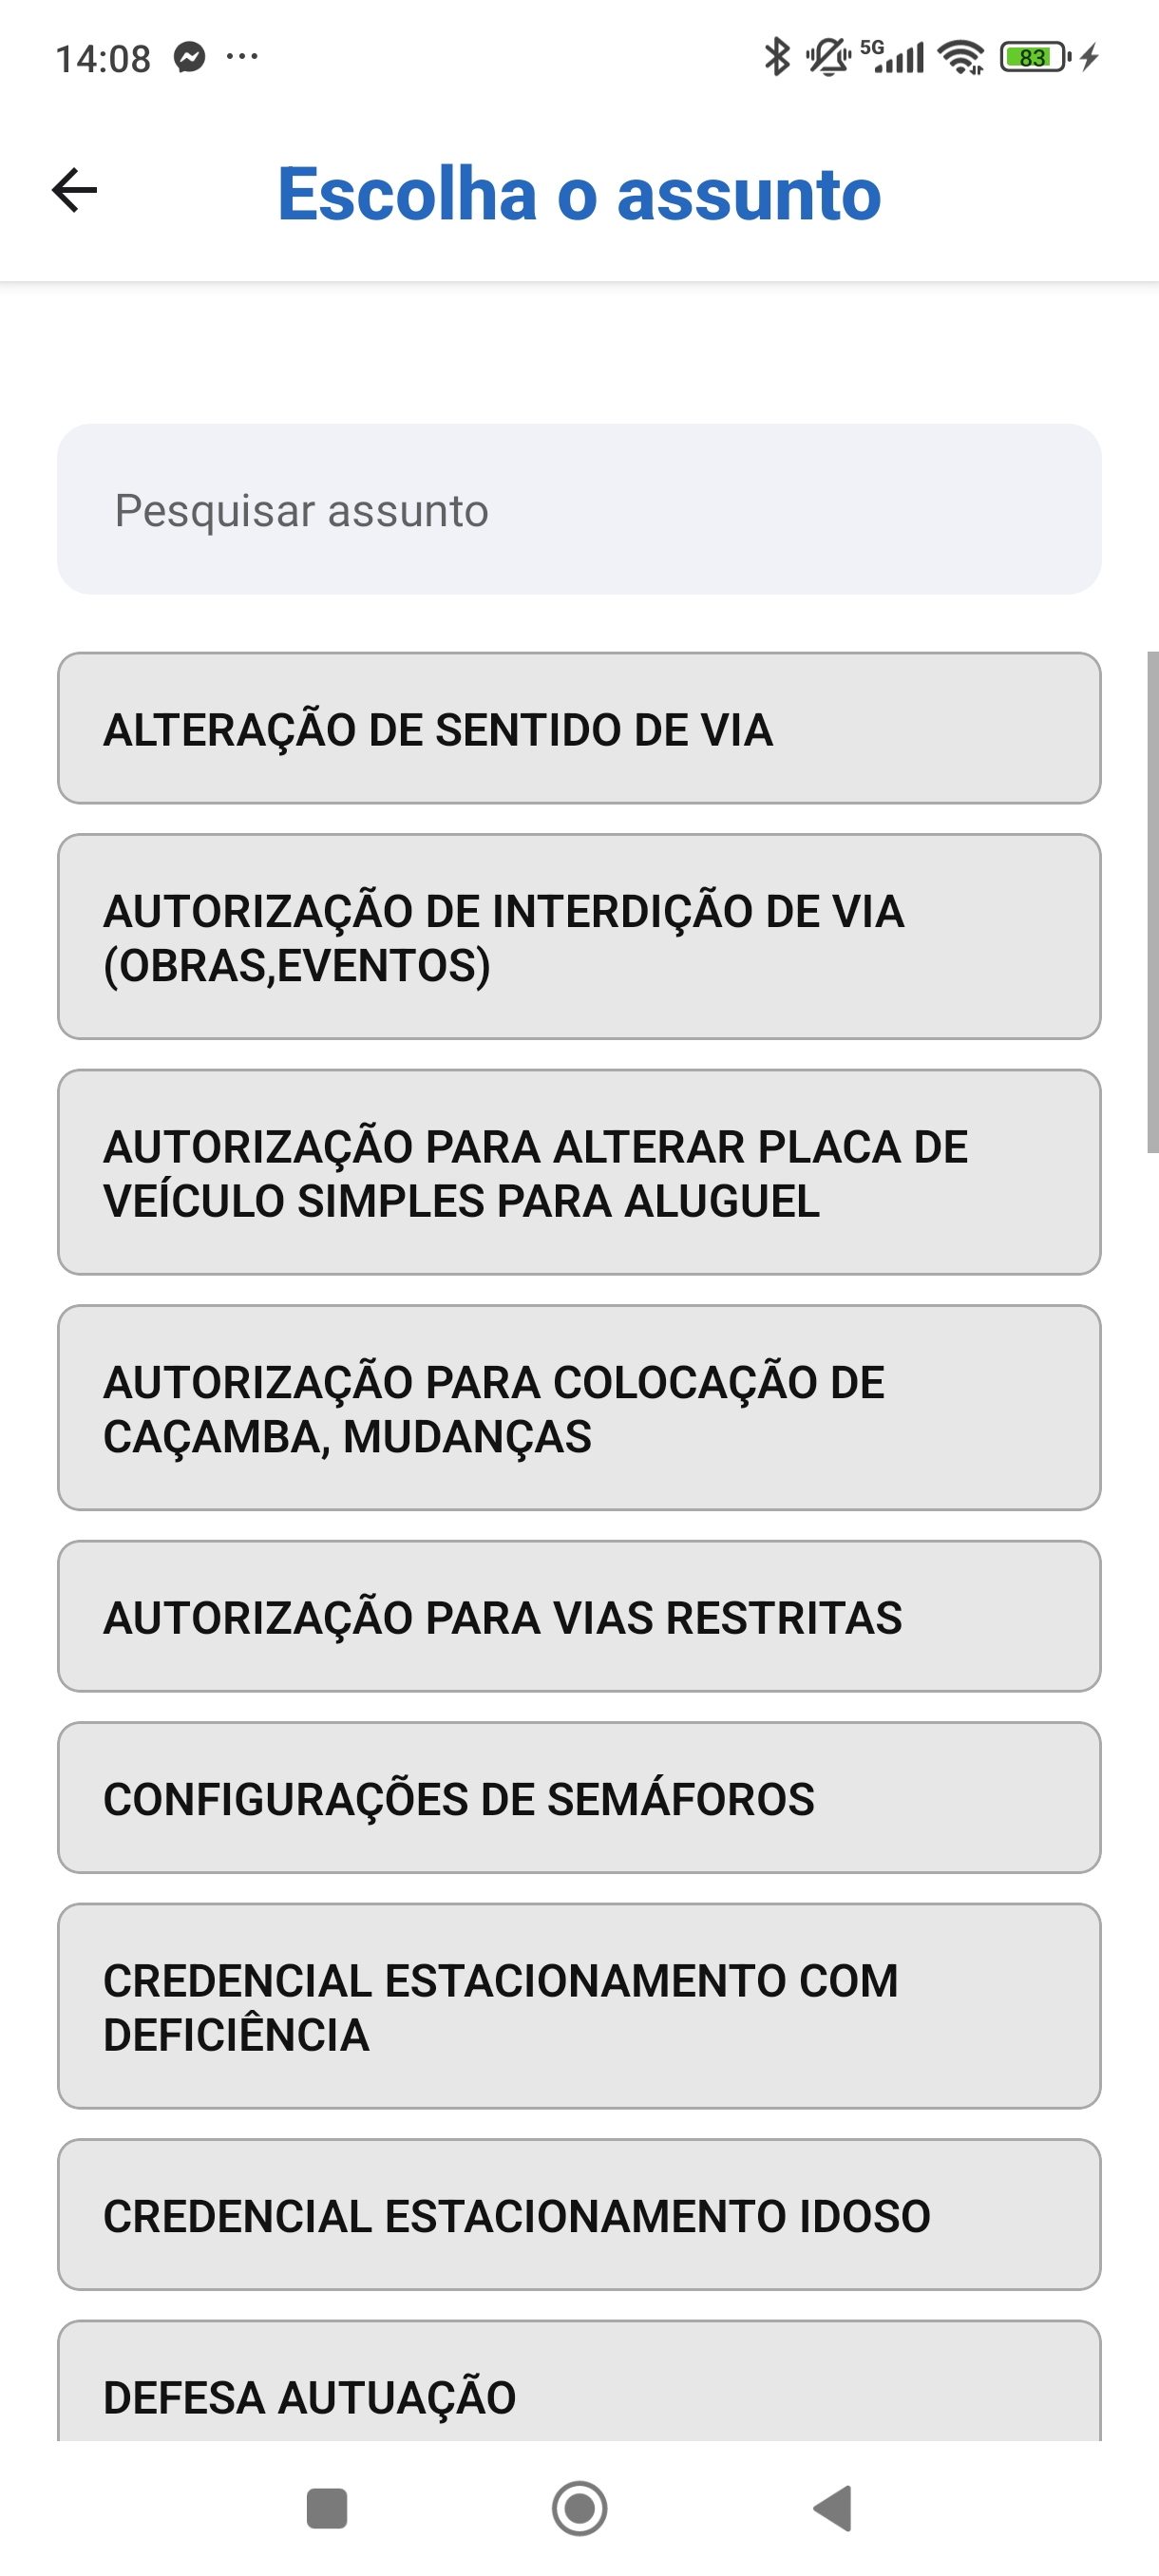 14:08
5G
83
Escolha o assunto
Pesquisar assunto
ALTERAÇÃO DE SENTIDO DE VIA
AUTORIZAÇÃO DE INTERDIÇÃO DE VIA
(OBRAS,EVENTOS)
AUTORIZAÇÃO PARA ALTERAR PLACA DE
VEÍCULO SIMPLES PARA ALUGUEL
AUTORIZAÇÃO PARA COLOCAÇÃO DE
CAÇAMBA, MUDANÇAS
AUTORIZAÇÃO PARA VIAS RESTRITAS
CONFIGURAÇÕES DE SEMÁFOROS
CREDENCIAL ESTACIONAMENTO COM
DEFICIÊNCIA
CREDENCIAL ESTACIONAMENTO IDOSO
DEFESA AUTUAÇÃO